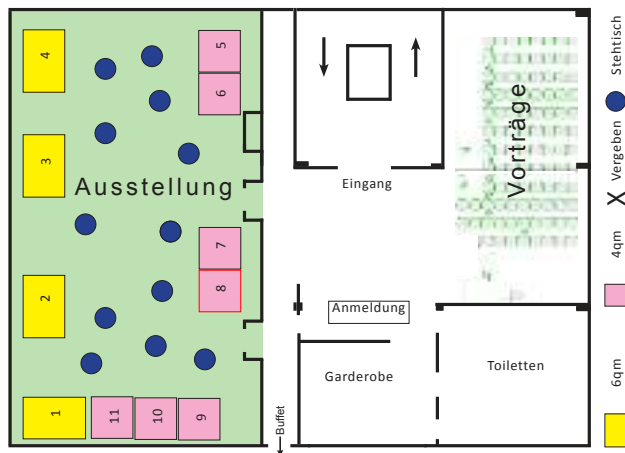 4
5
6
3
Ausstellung
Eingang
Vorträge
7
8
2
Anmeldung
1
11
10
9
Garderobe
Toiletten
Buffet
6qm
4qm
X Vergeben
Stehtisch